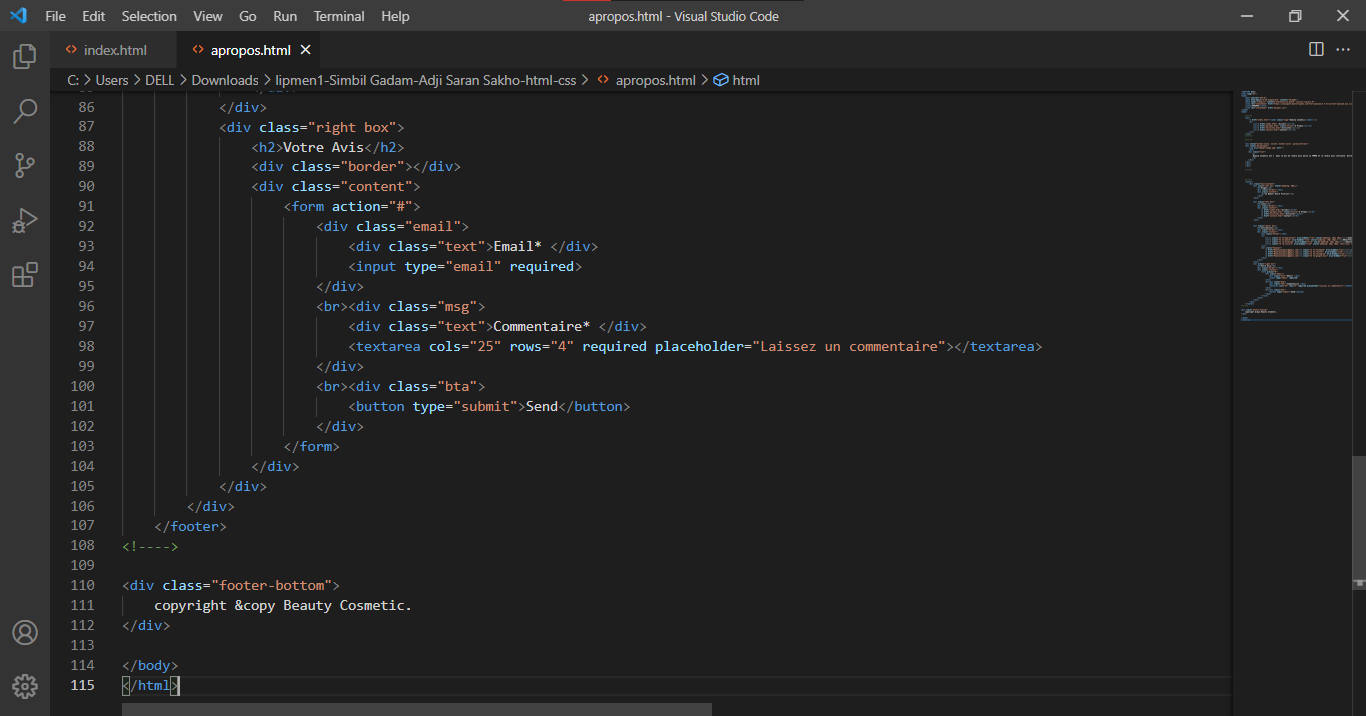 File Edit Selection View Go Run Terminal Help apropos.html - Visual Studio Code
index.html apropos.html
C: > Users > DELL > Downloads > lipmen1-Simbil Gadam-Adji Saran Sakho-html-css > apropos.html > html
86 </div>
87 <div class="right box">
88 <h2>Votre Avis</h2>
89 <div class="border"></div>
90 <div class="content">
91 <form action="#">
92 <div class="email">
93 <div class="text">Email* </div>
94 <input type="email" required>
95 </div>
96 <br><div class="msg">
97 <div class="text">Commentaire* </div>
98 <textarea cols="25" rows="4" required placeholder="Laissez un commentaire"></textarea>
99 </div>
100 <br><div class="bta">
101 <button type="submit">Send</button>
102 </div>
103 </form>
104 </div>
105 </div>
106 </div>
107 </footer>
108 <!---->
109
110 <div class="footer-bottom">
111 copyright &copy Beauty Cosmetic.
112 </div>
113
114 </body>
115 </html>